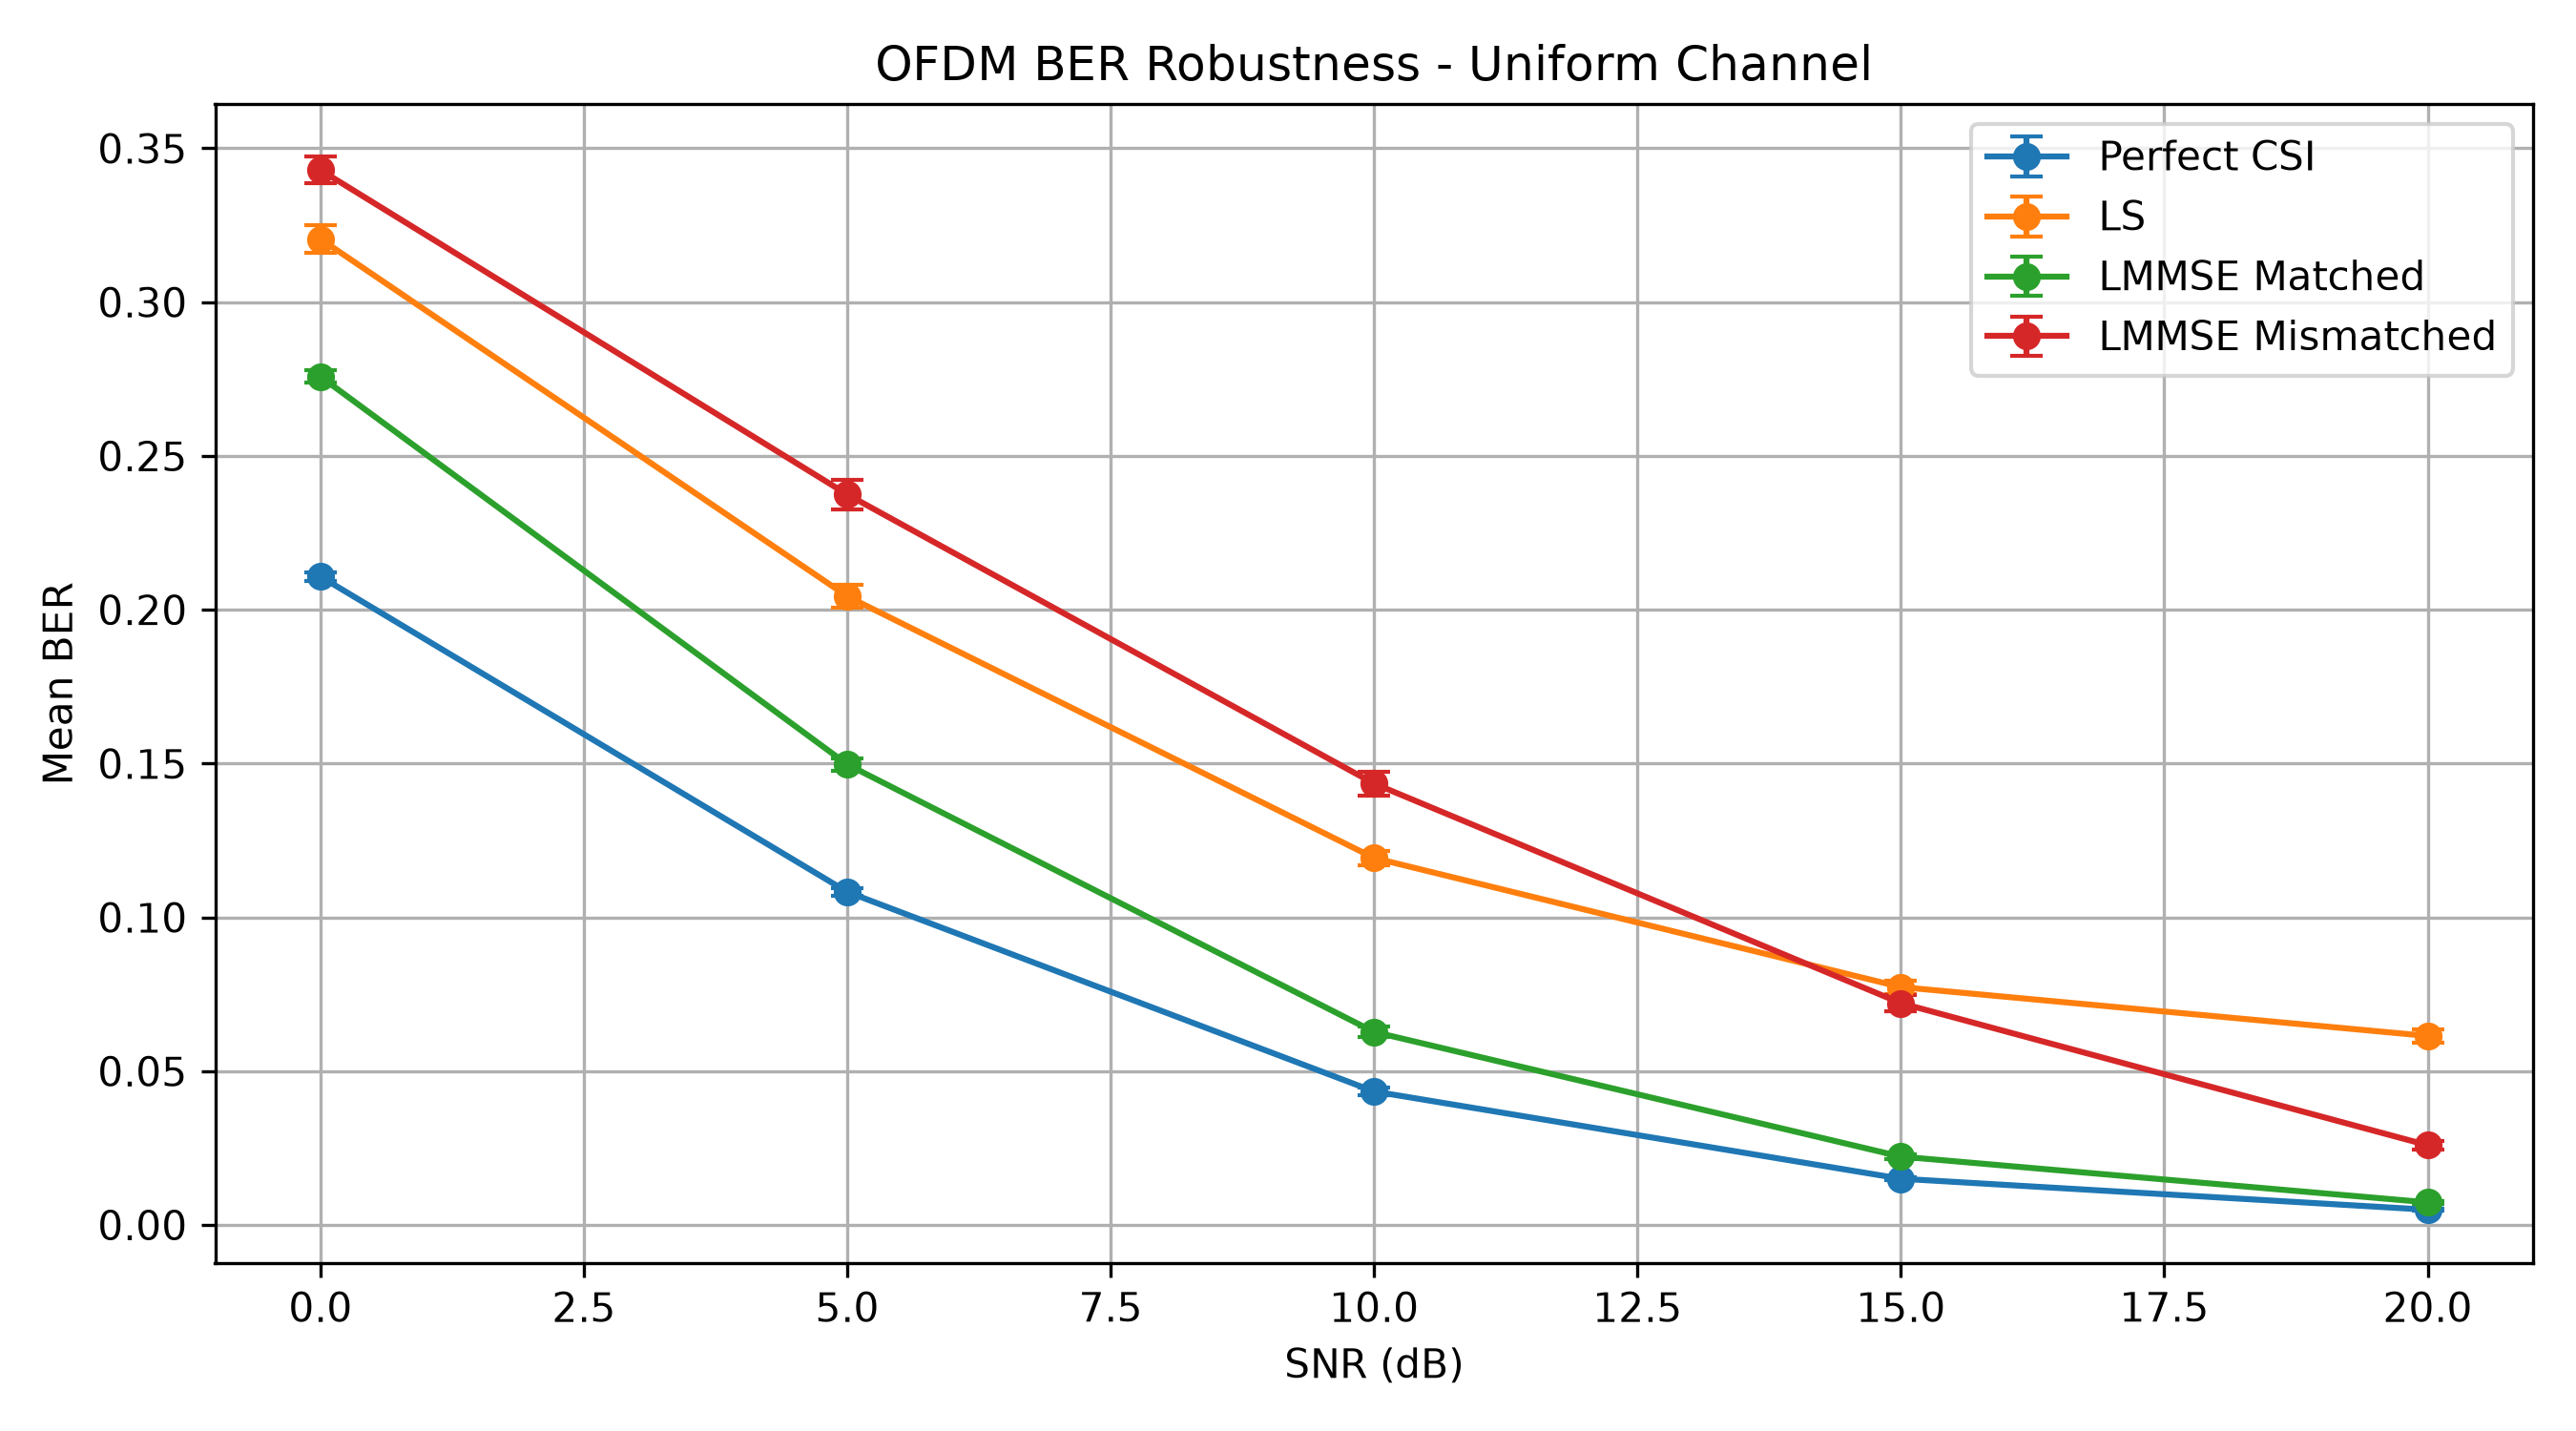 OFDM BER Robustness - Uniform Channel
Perfect CSI
LS
LMMSE Matched
LMMSE Mismatched
Mean BER
0.35
0.30
0.25
0.20
0.15
0.10
0.05
0.00
0.0 2.5 5.0 7.5 10.0 12.5 15.0 17.5 20.0
SNR (dB)